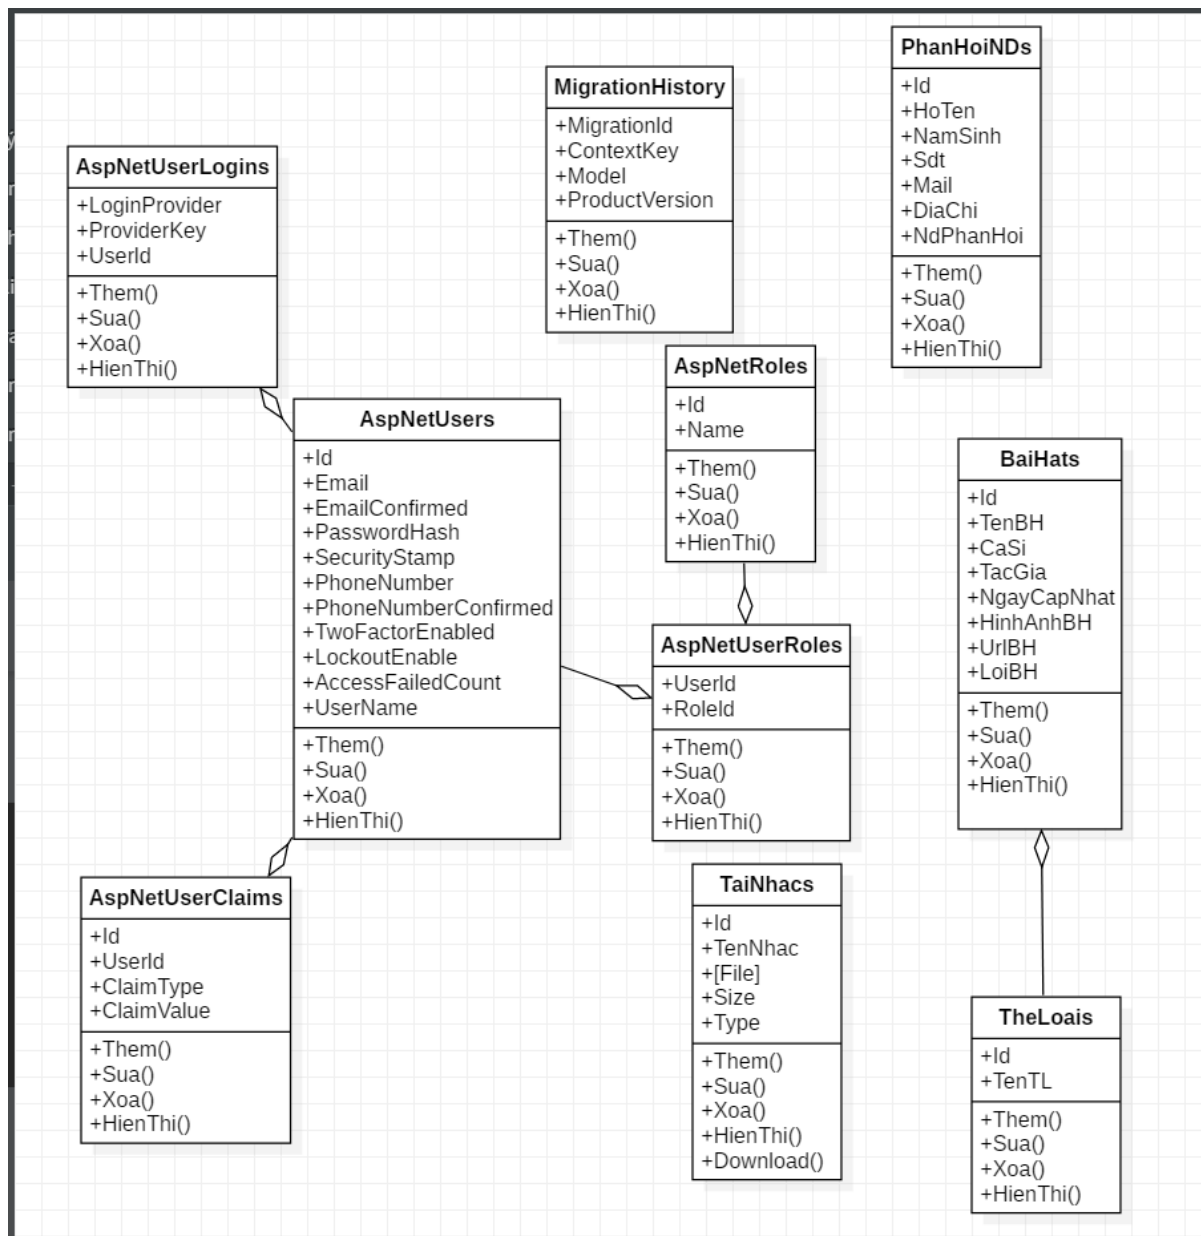 PhanHoiNDs
+Id
+HoTen
+NamSinh
+Sdt
+Mail
+DiaChi
+NdPhanHoi
+Them()
+Sua()
+Xoa()
+HienThi()
MigrationHistory
+MigrationId
+ContextKey
+Model
+ProductVersion
+Them()
+Sua()
+Xoa()
+HienThi()
AspNetUserLogins
+LoginProvider
+ProviderKey
+UserId
+Them()
+Sua()
+Xoa()
+HienThi()
AspNetRoles
+Id
+Name
+Them()
+Sua()
+Xoa()
+HienThi()
AspNetUsers
+Id
+Email
+EmailConfirmed
+PasswordHash
+SecurityStamp
+PhoneNumber
+PhoneNumberConfirmed
+TwoFactorEnabled
+LockoutEnable
+AccessFailedCount
+UserName
+Them()
+Sua()
+Xoa()
+HienThi()
BaiHats
+Id
+TenBH
+CaSi
+TacGia
+NgayCapNhat
+HinhAnhBH
+UrlBH
+LoiBH
+Them()
+Sua()
+Xoa()
+HienThi()
AspNetUserRoles
+UserId
+RoleId
+Them()
+Sua()
+Xoa()
+HienThi()
AspNetUserClaims
+Id
+UserId
+ClaimType
+ClaimValue
+Them()
+Sua()
+Xoa()
+HienThi()
TaiNhacs
+Id
+TenNhac
+[File]
+Size
+Type
+Them()
+Sua()
+Xoa()
+HienThi()
+Download()
TheLoais
+Id
+TenTL
+Them()
+Sua()
+Xoa()
+HienThi()